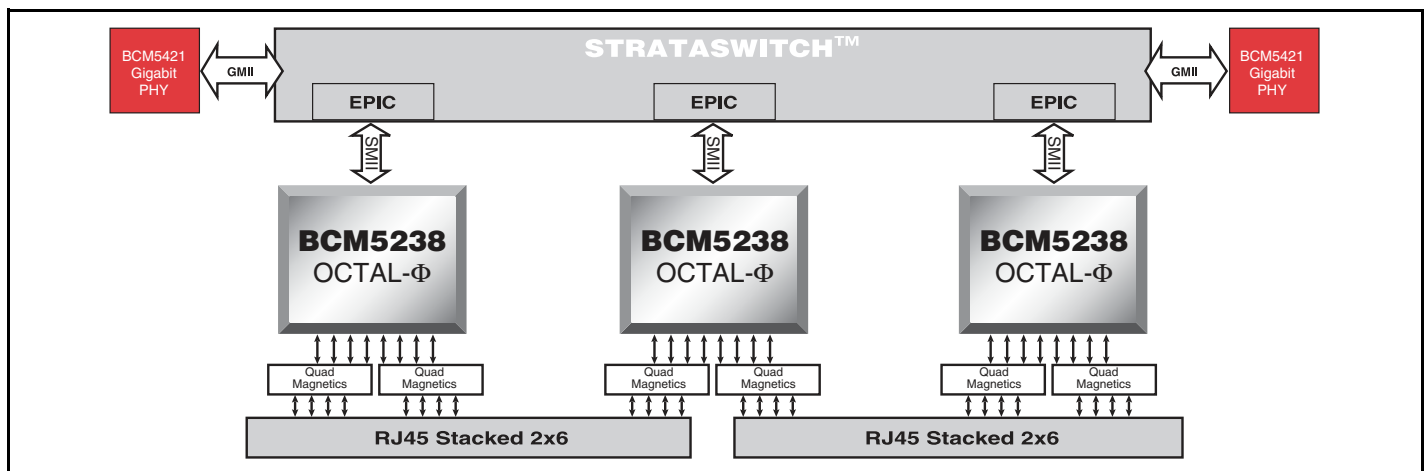 STRATASWITCH™
BCM5421
Gigabit
PHY
GMII
GMII
BCM5421
Gigabit
PHY
EPIC
EPIC
EPIC
SMII
SMII
SMII
BCM5238
OCTAL-Φ
BCM5238
OCTAL-Φ
BCM5238
OCTAL-Φ
Quad
Magnetics
Quad
Magnetics
Quad
Magnetics
Quad
Magnetics
Quad
Magnetics
Quad
Magnetics
RJ45 Stacked 2x6
RJ45 Stacked 2x6